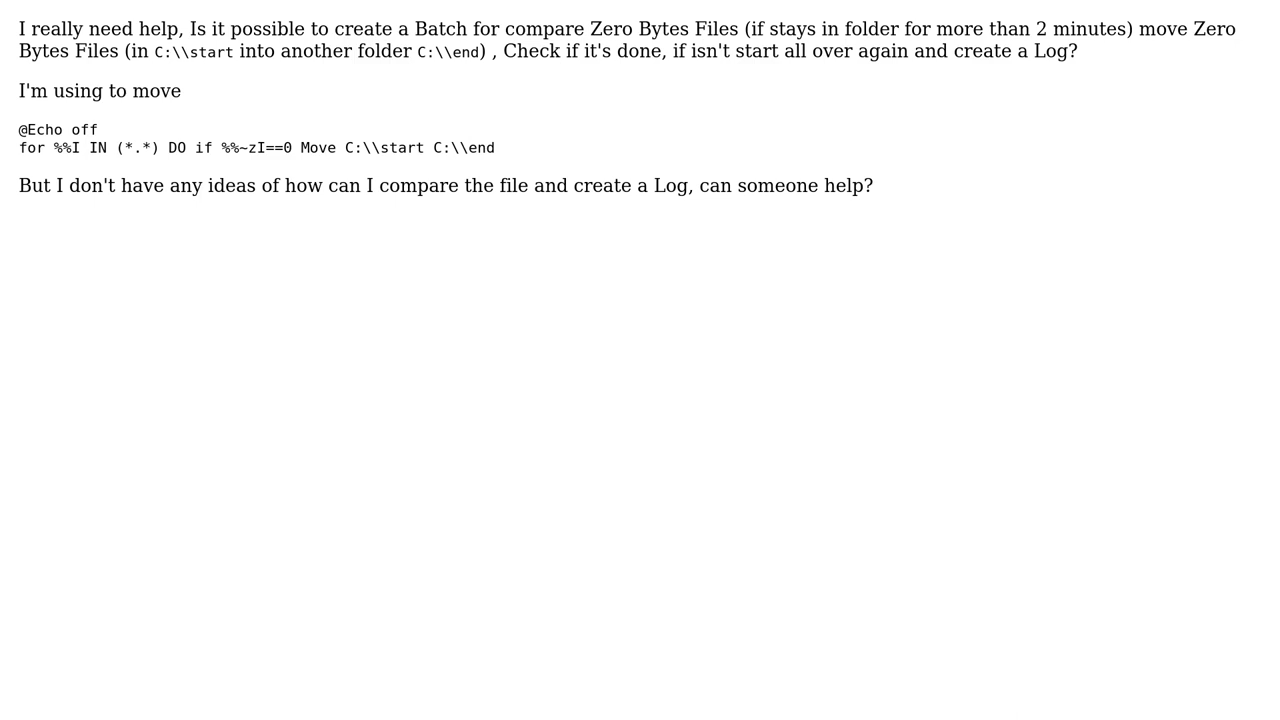 I really need help, Is it possible to create a Batch for compare Zero Bytes Files (if stays in folder for more than 2 minutes) move Zero
Bytes Files (in C:\\start into another folder C:\\end) , Check if it's done, if isn't start all over again and create a Log?
I'm using to move
@Echo off
for %%I IN (*.*) DO if %%~zI==0 Move C:\\start C:\\end
But I don't have any ideas of how can I compare the file and create a Log, can someone help?